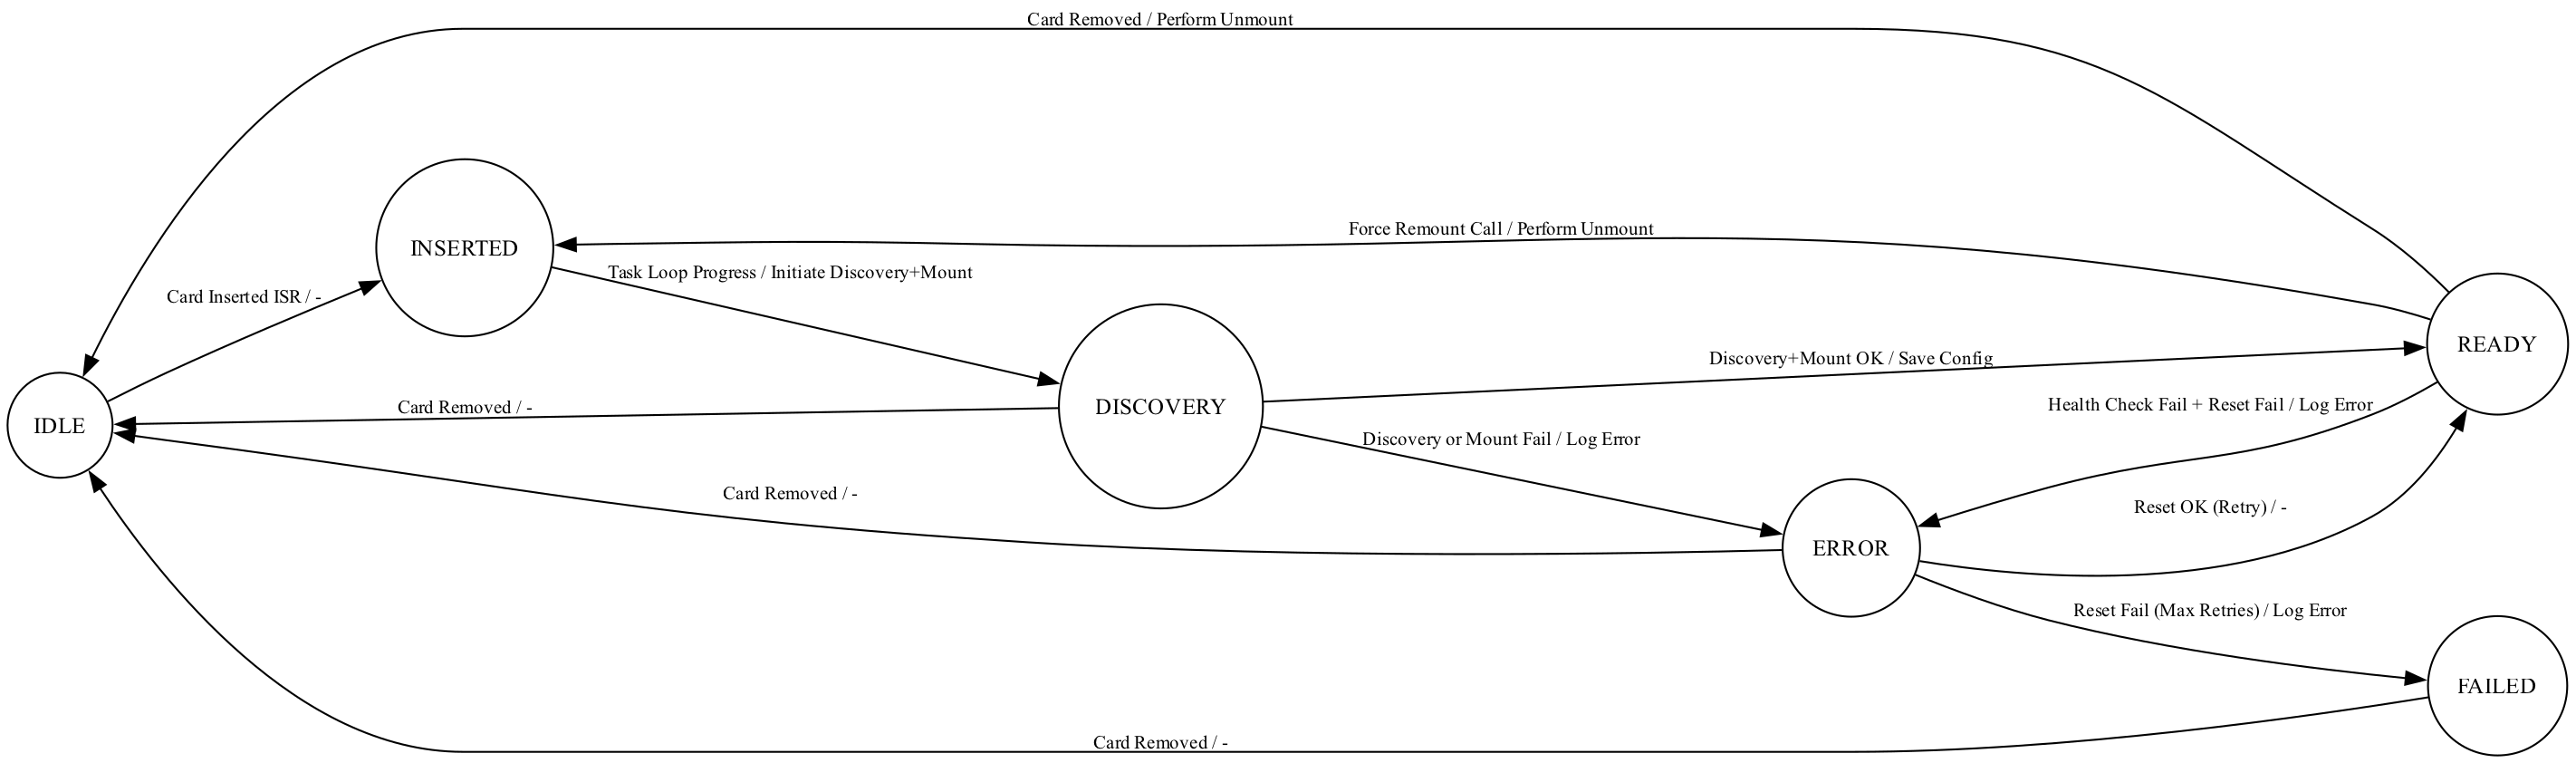 Card Removed / Perform Unmount
Force Remount Call / Perform Unmount
INSERTED
Task Loop Progress / Initiate Discovery+Mount
Card Inserted ISR / -
READY
Discovery+Mount OK / Save Config
Card Removed / -
DISCOVERY
Health Check Fail + Reset Fail / Log Error
IDLE
Discovery or Mount Fail / Log Error
Card Removed / -
Reset OK (Retry) / -
ERROR
Reset Fail (Max Retries) / Log Error
FAILED
Card Removed / -